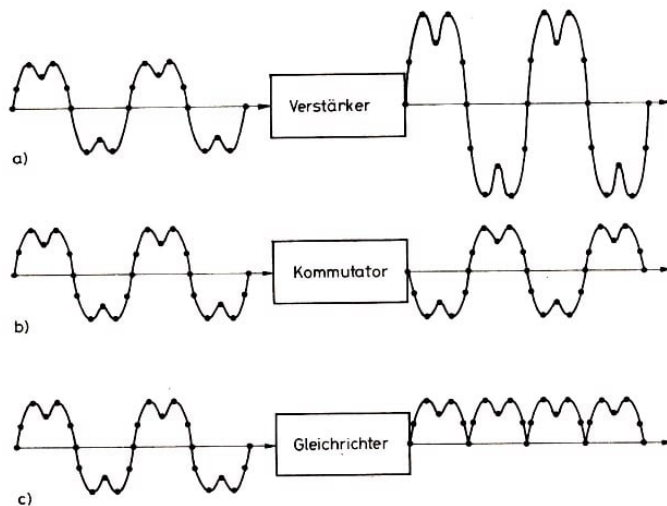 Verstärker
a)
Kommutator
b)
Gleichrichter
c)